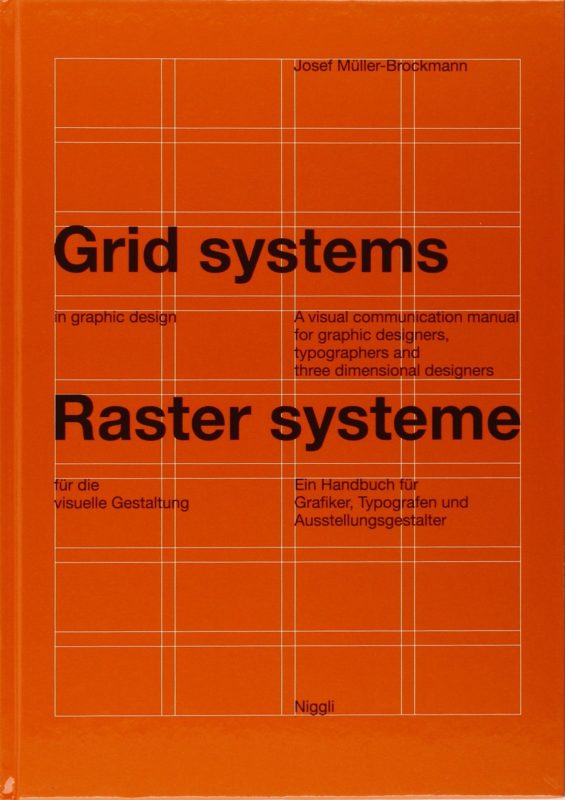 Josef Müller-Brockmann
Grid systems
in graphic design
A visual communication manual
for graphic designers,
typographers and
three dimensional designers
Raster systeme
für die
visuelle Gestaltung
Ein Handbuch für
Grafiker, Typografen und
Ausstellungsgestalter
Niggli